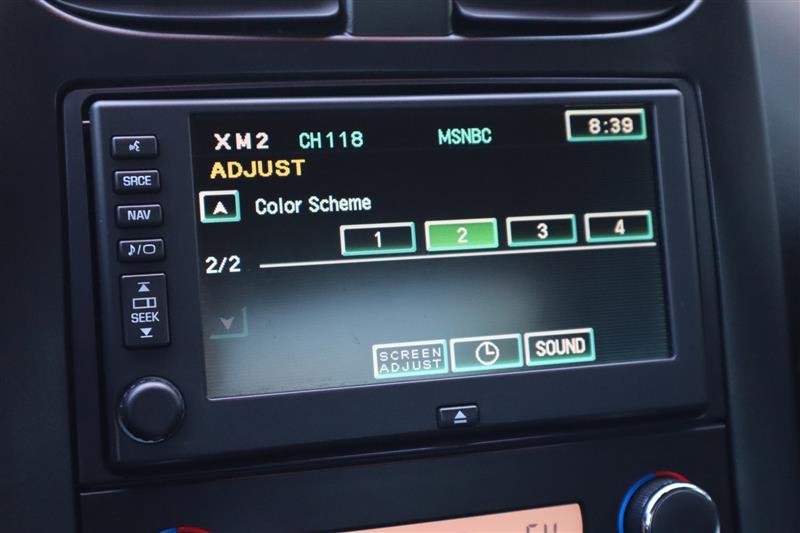 XM2 CH118 MSNBC 8:39
ADJUST
Color Scheme
1 2 3 4
2/2
SCREEN
ADJUST
SOUND
SRCE
NAV
SEEK